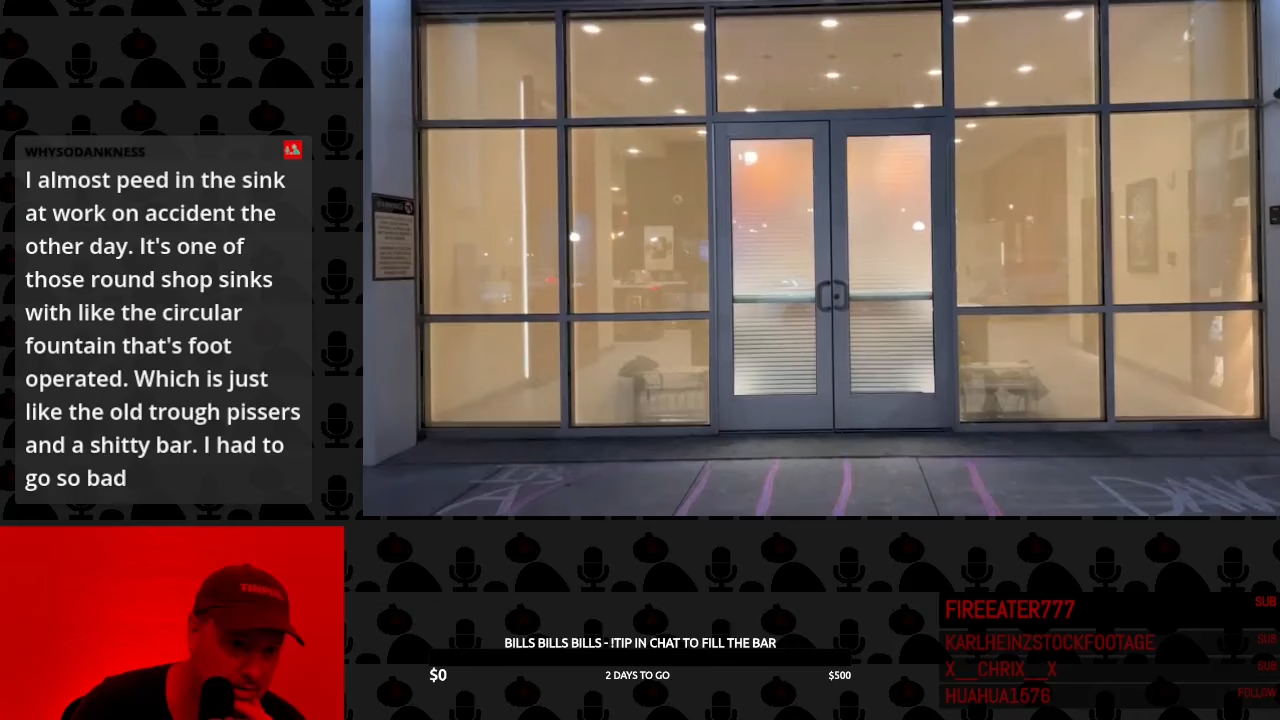 WHYSODANKNESS
I almost peed in the sink
at work on accident the
other day. It's one of
those round shop sinks
with like the circular
fountain that's foot
operated. Which is just
like the old trough pissers
and a shitty bar. I had to
go so bad
BILLS BILLS BILLS - !TIP IN CHAT TO FILL THE BAR
$0
2 DAYS TO GO
$500
FIREEATER777
SUB
KARLHEINZSTOCKFOOTAGE
SUB
X__CHRIX__X
SUB
HUAHUA1576
FOLLOW